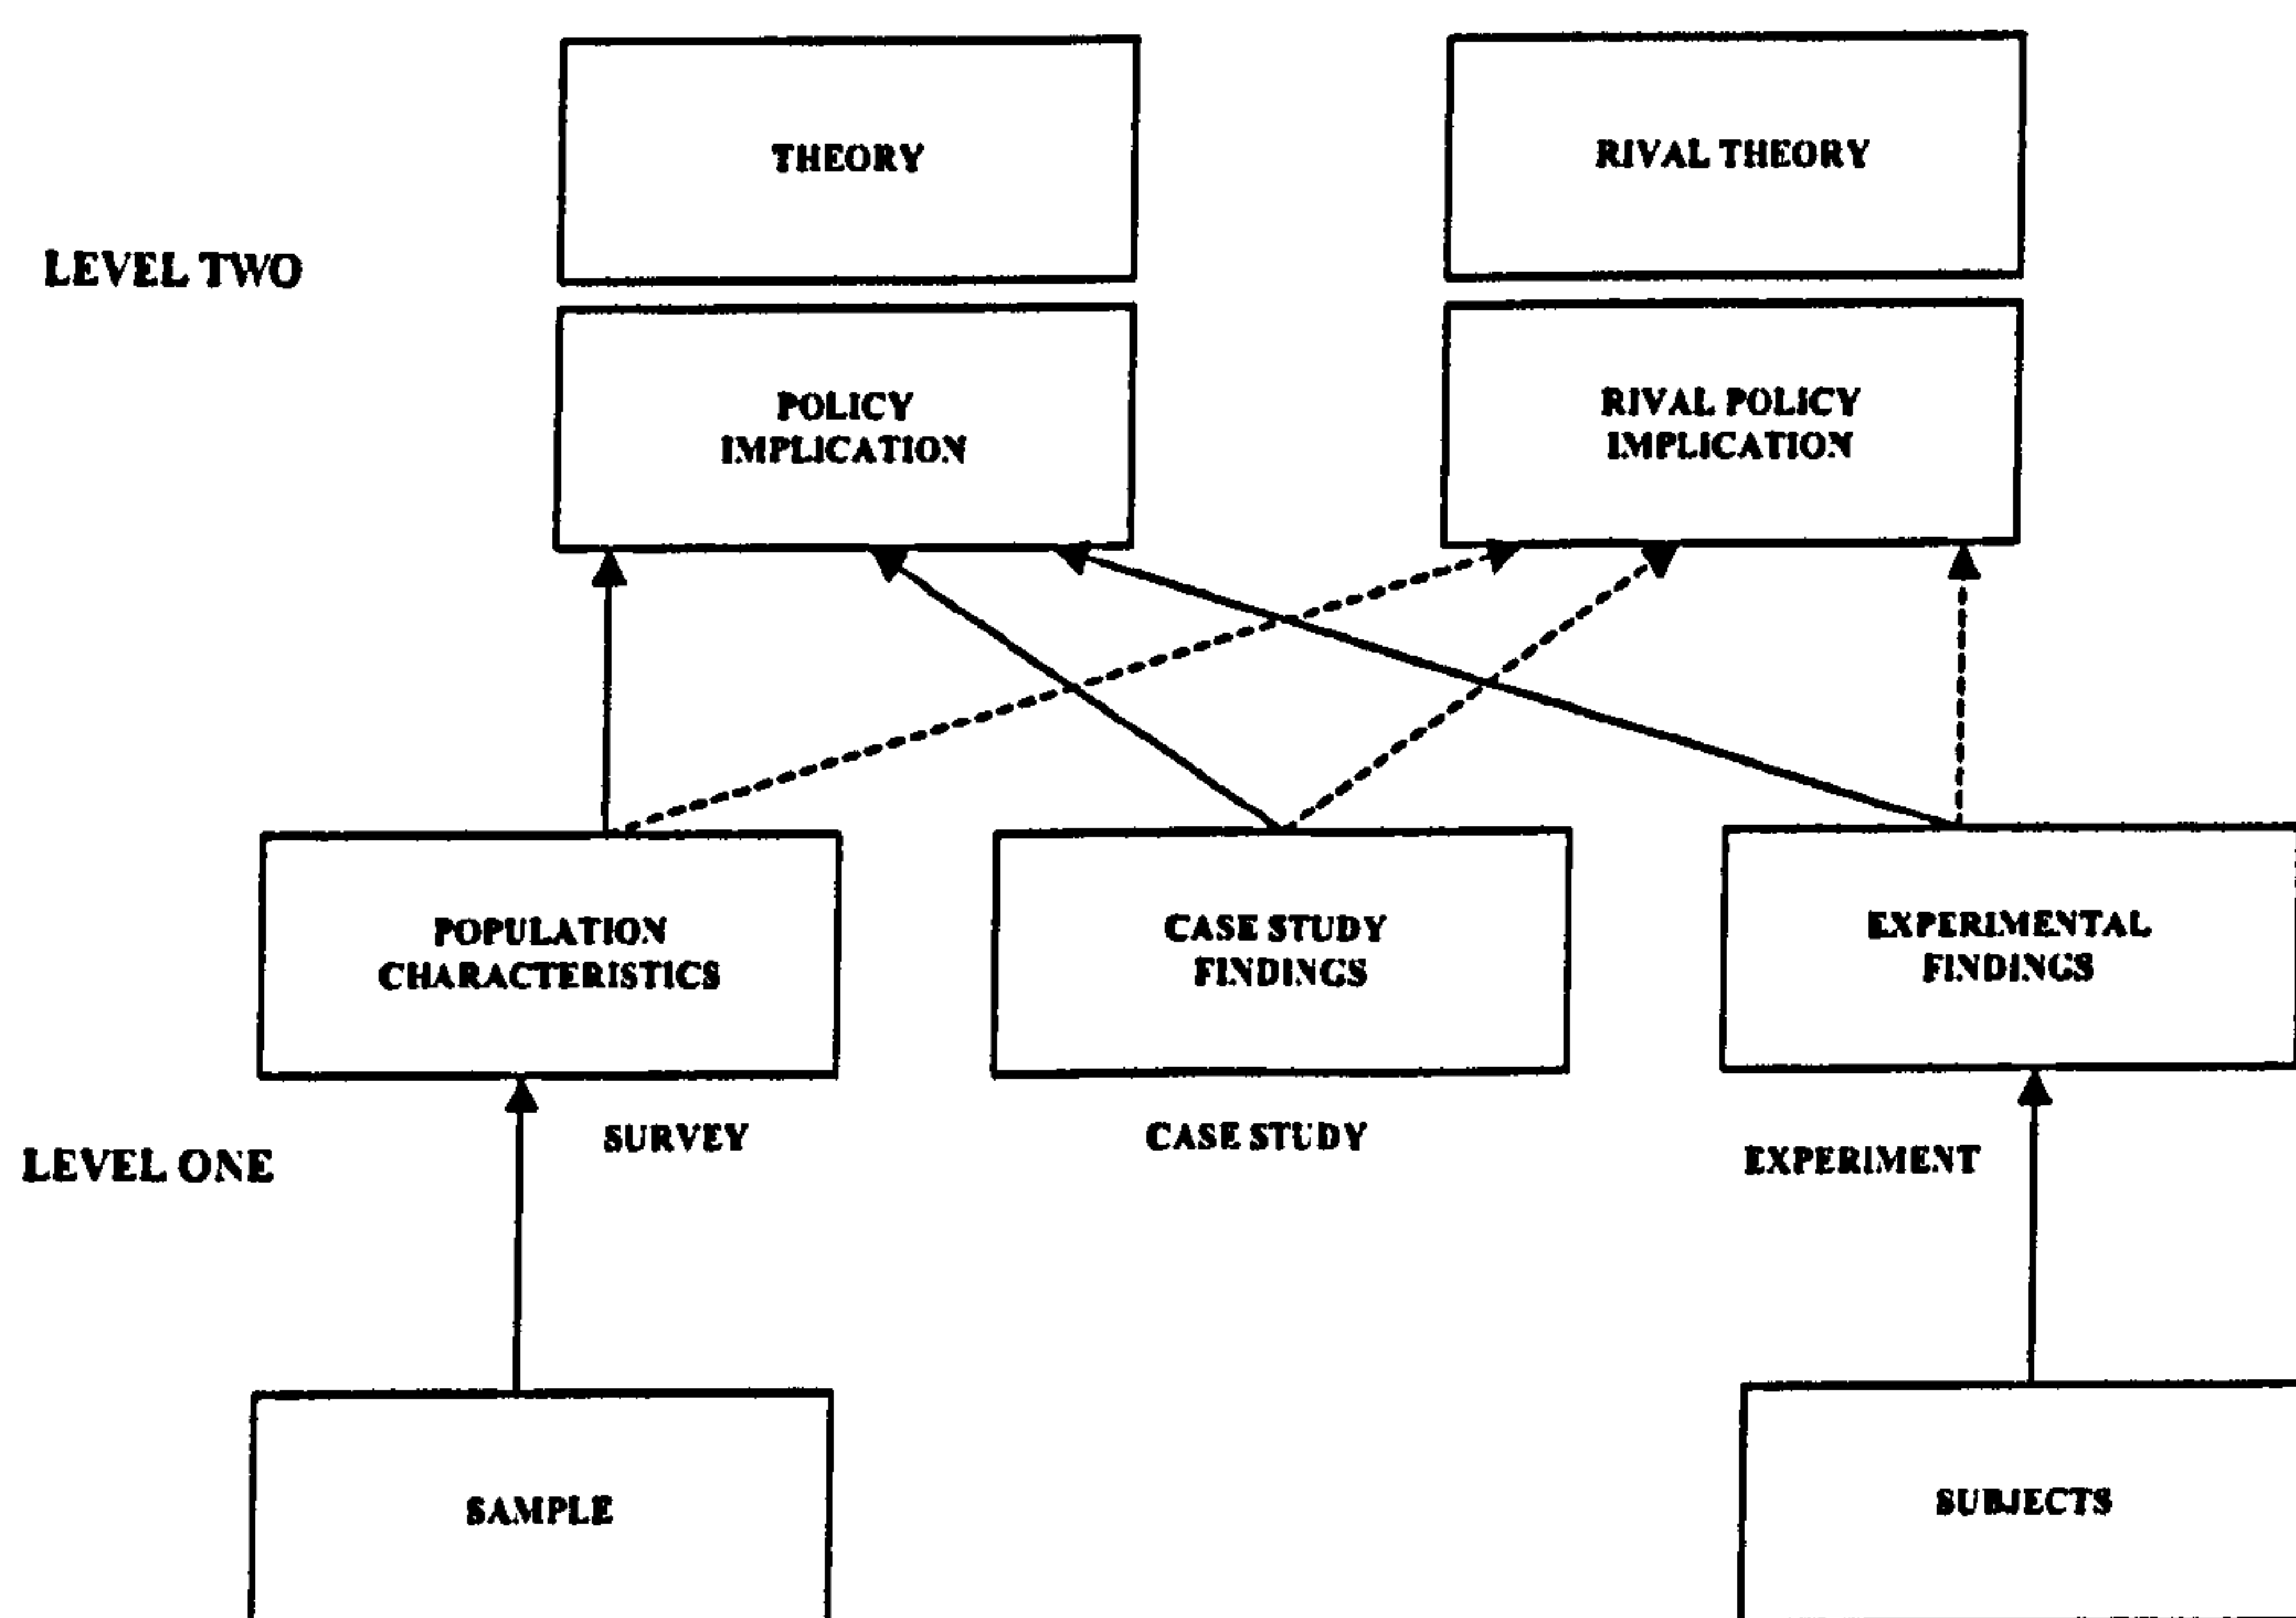 THEORY
RIVAL THEORY
LEVEL TWO
POLICY
IMPLICATION
RIVAL POLICY
IMPLICATION
POPULATION
CHARACTERISTICS
CASE STUDY
FINDINGS
EXPERIMENTAL
FINDINGS
LEVEL ONE
SURVEY
CASE STUDY
EXPERIMENT
SAMPLE
SUBJECTS